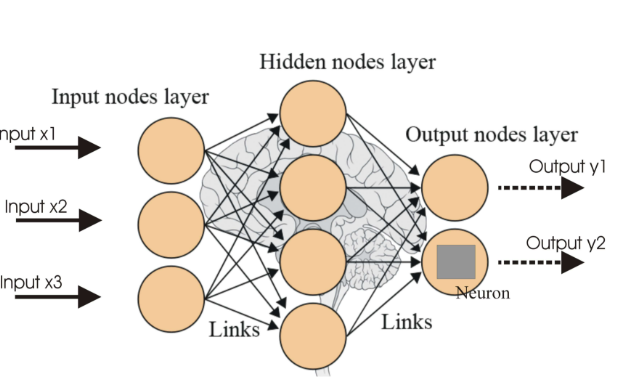 Hidden nodes layer
Input nodes layer
Output nodes layer
nput x1
Output y1
Input x2
Output y2
Input x3
Neuron
Links
Links